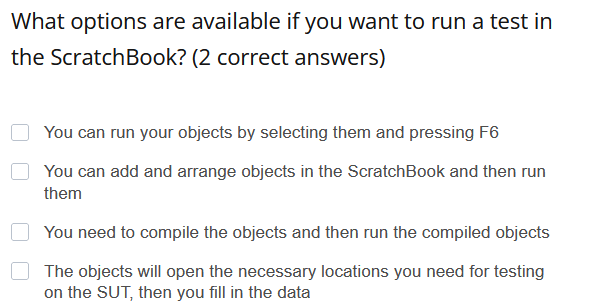 What options are available if you want to run a test in
the ScratchBook? (2 correct answers)
You can run your objects by selecting them and pressing F6
You can add and arrange objects in the ScratchBook and then run
them
You need to compile the objects and then run the compiled objects
The objects will open the necessary locations you need for testing
on the SUT, then you fill in the data